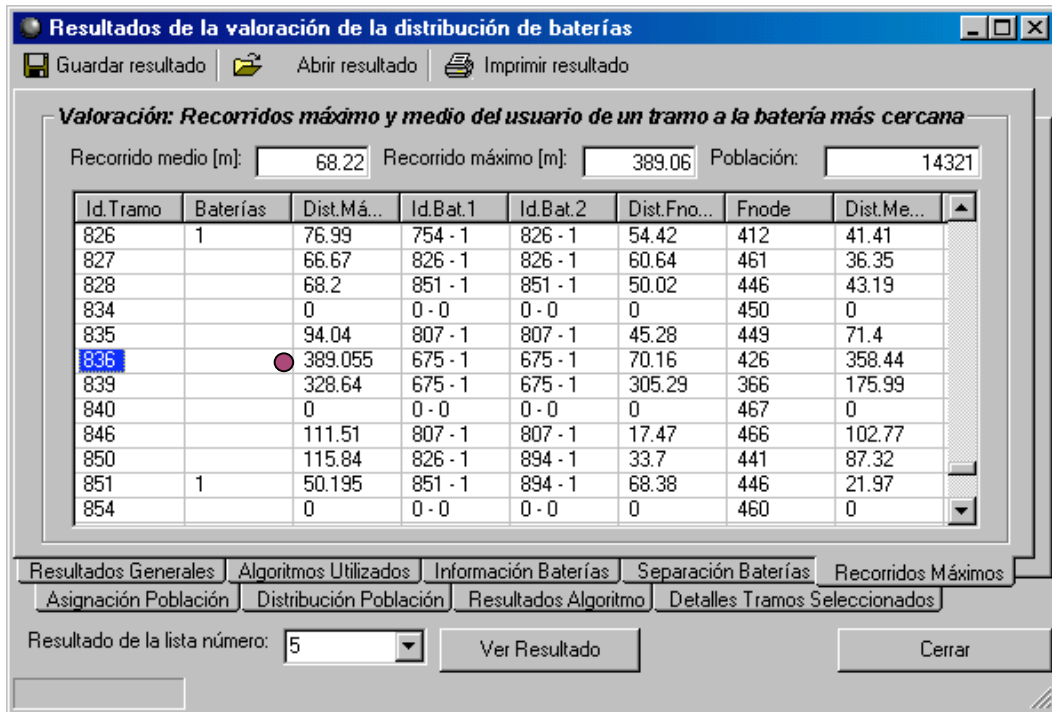 Resultados de la valoración de la distribución de baterías
Guardar resultado Abrir resultado Imprimir resultado
Valoración: Recorridos máximo y medio del usuario de un tramo a la batería más cercana
Recorrido medio [m]: 68.22 Recorrido máximo [m]: 389.06 Población: 14321
Id.Tramo Baterías Dist.Má... Id.Bat.1 Id.Bat.2 Dist.Fno... Fnode Dist.Me...
826 1 76.99 754 - 1 826 - 1 54.42 412 41.41
827 66.67 826 - 1 826 - 1 60.64 461 36.35
828 68.2 851 - 1 851 - 1 50.02 446 43.19
834 0 0 - 0 0 - 0 0 450 0
835 94.04 807 - 1 807 - 1 45.28 449 71.4
836 389.055 675 - 1 675 - 1 70.16 426 358.44
839 328.64 675 - 1 675 - 1 305.29 366 175.99
840 0 0 - 0 0 - 0 0 467 0
846 111.51 807 - 1 807 - 1 17.47 466 102.77
850 115.84 826 - 1 894 - 1 33.7 441 87.32
851 1 50.195 851 - 1 894 - 1 68.38 446 21.97
854 0 0 - 0 0 - 0 0 460 0
Resultados Generales Algoritmos Utilizados Información Baterías Separación Baterías Recorridos Máximos
Asignación Población Distribución Población Resultados Algoritmo Detalles Tramos Seleccionados
Resultado de la lista número: 5 Ver Resultado Cerrar